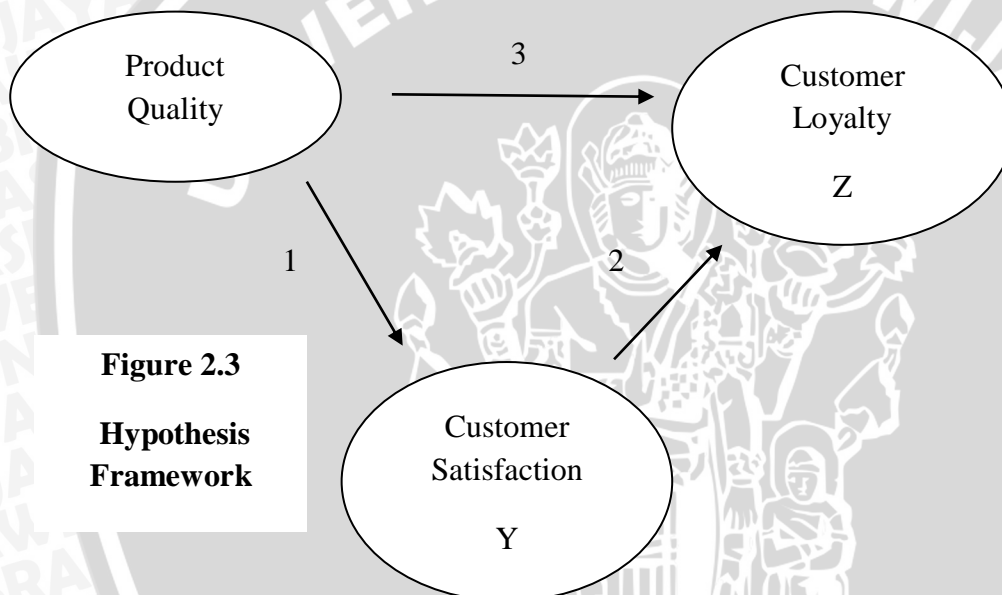 Product
Quality
3
Customer
Loyalty
Z
1
2
Figure 2.3
Hypothesis
Framework
Customer
Satisfaction
Y